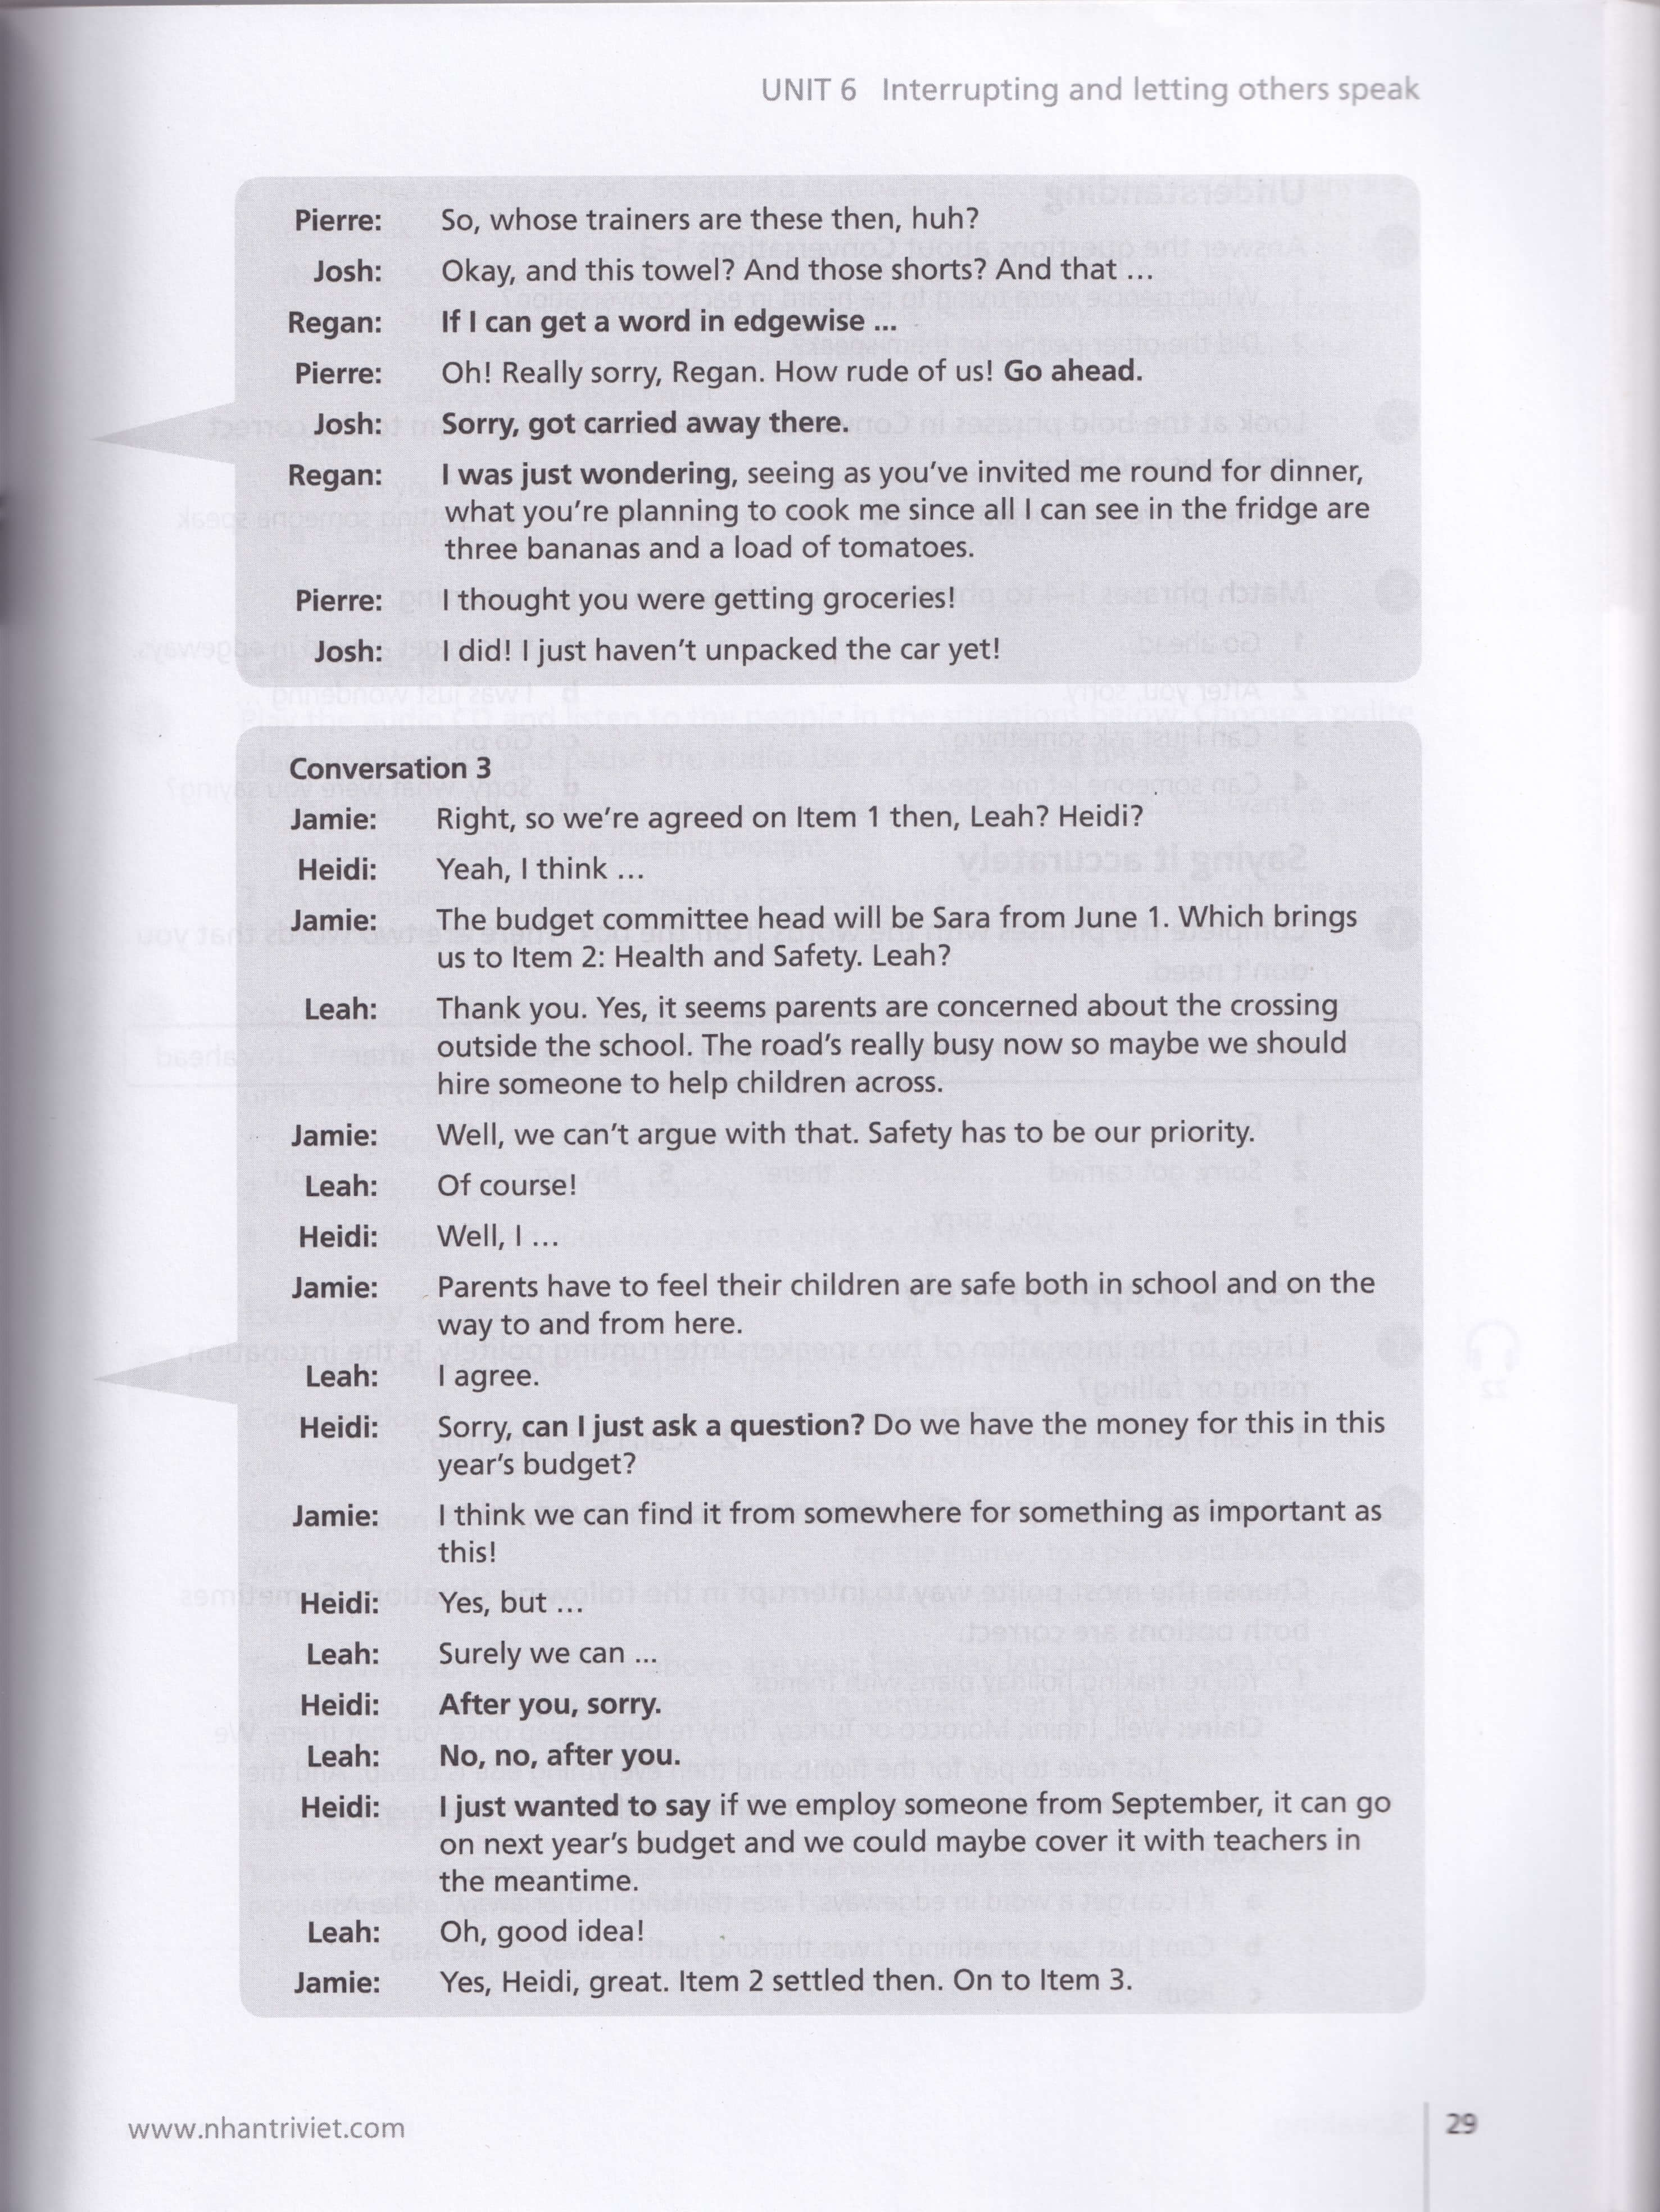 UNIT 6 Interrupting and letting others speak
Pierre: So, whose trainers are these then, huh?
Josh: Okay, and this towel? And those shorts? And that ...
Regan: If I can get a word in edgewise ...
Pierre: Oh! Really sorry, Regan. How rude of us! Go ahead.
Josh: Sorry, got carried away there.
Regan: I was just wondering, seeing as you've invited me round for dinner,
what you're planning to cook me since all I can see in the fridge are
three bananas and a load of tomatoes.
Pierre: I thought you were getting groceries!
Josh: I did! I just haven't unpacked the car yet!
Conversation 3
Jamie: Right, so we're agreed on Item 1 then, Leah? Heidi?
Heidi: Yeah, I think ...
Jamie: The budget committee head will be Sara from June 1. Which brings
us to Item 2: Health and Safety. Leah?
Leah: Thank you. Yes, it seems parents are concerned about the crossing
outside the school. The road's really busy now so maybe we should
hire someone to help children across.
Jamie: Well, we can't argue with that. Safety has to be our priority.
Leah: Of course!
Heidi: Well, I ...
Jamie: Parents have to feel their children are safe both in school and on the
way to and from here.
Leah: I agree.
Heidi: Sorry, can I just ask a question? Do we have the money for this in this
year's budget?
Jamie: I think we can find it from somewhere for something as important as
this!
Heidi: Yes, but ...
Leah: Surely we can ...
Heidi: After you, sorry.
Leah: No, no, after you.
Heidi: I just wanted to say if we employ someone from September, it can go
on next year's budget and we could maybe cover it with teachers in
the meantime.
Leah: Oh, good idea!
Jamie: Yes, Heidi, great. Item 2 settled then. On to Item 3.
www.nhantriviet.com
29